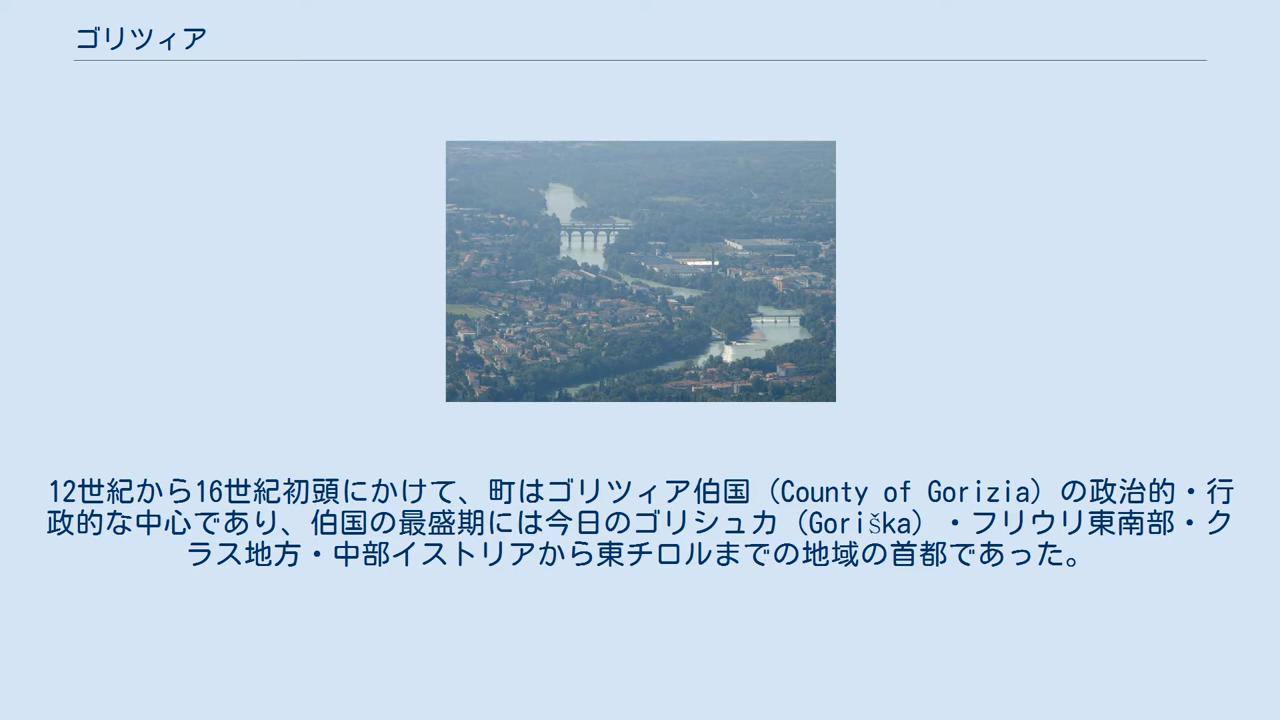 ゴリツィア
12世紀から16世紀初頭にかけて、町はゴリツィア伯国（County of Gorizia）の政治的・行
政的な中心であり、伯国の最盛期には今日のゴリシュカ（Goriška）・フリウリ東南部・ク
ラス地方・中部イストリアから東チロルまでの地域の首都であった。